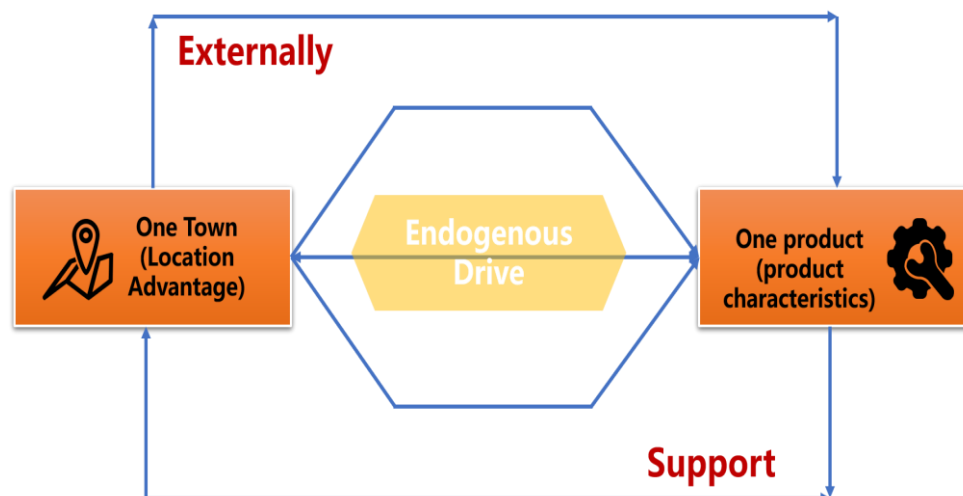 Externally
One Town
(Location
Advantage)
Endogenous
Drive
One product
(product
characteristics)
Support